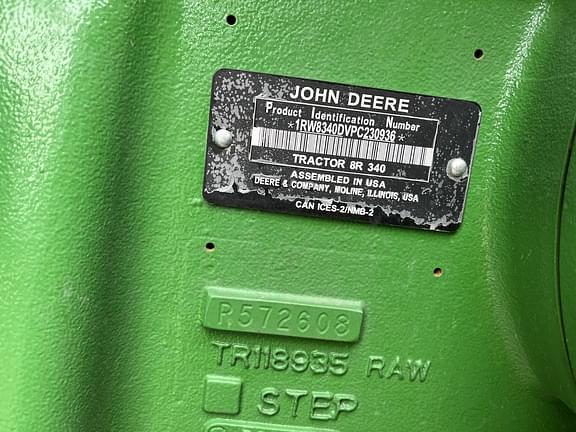 JOHN DEERE
Product Identification Number
*1RW8340DVPC230936*
TRACTOR 8R 340
ASSEMBLED IN USA
DEERE & COMPANY, MOLINE, ILLINOIS, USA
CAN ICES-2/NMB-2
R572608
TR118935 RAW
STEP